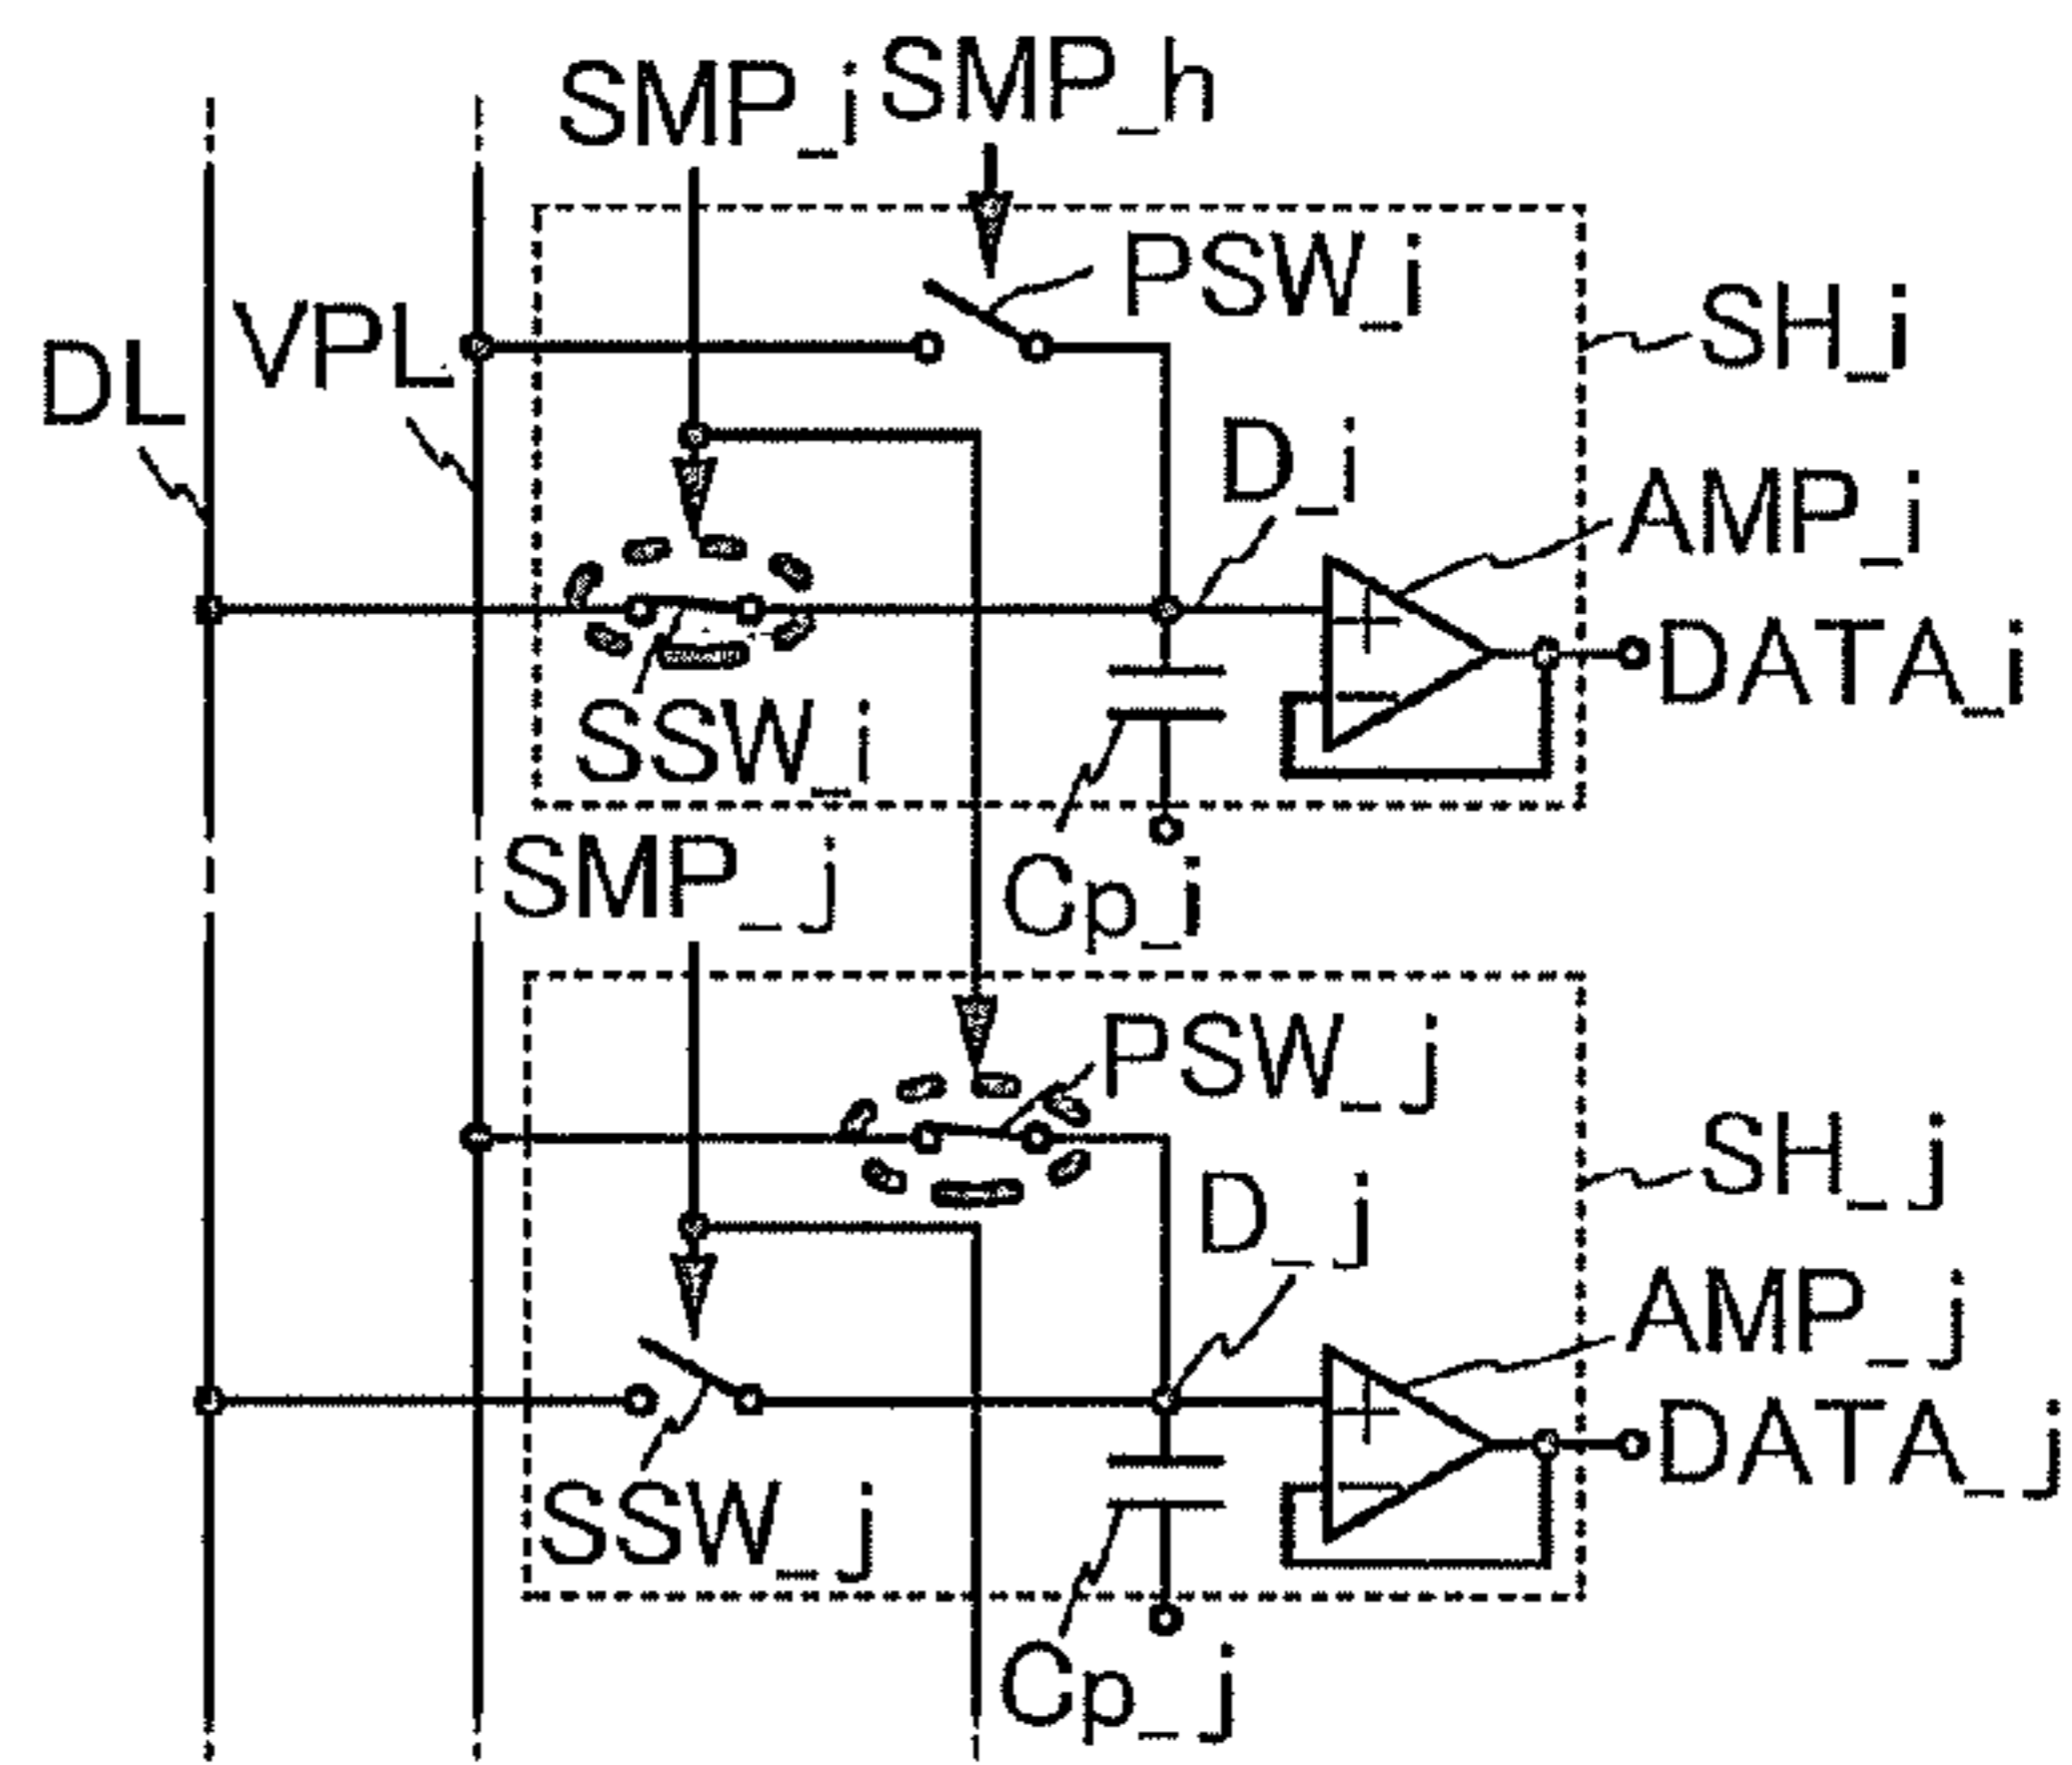 SMP_i
SMP_h
PSW_i
SH_i
VPL
DL
D_i
AMP_i
DATA_i
SSW_i
SMP_j
Cp_i
PSW_j
SH_j
D_j
AMP_j
DATA_j
SSW_j
Cp_j